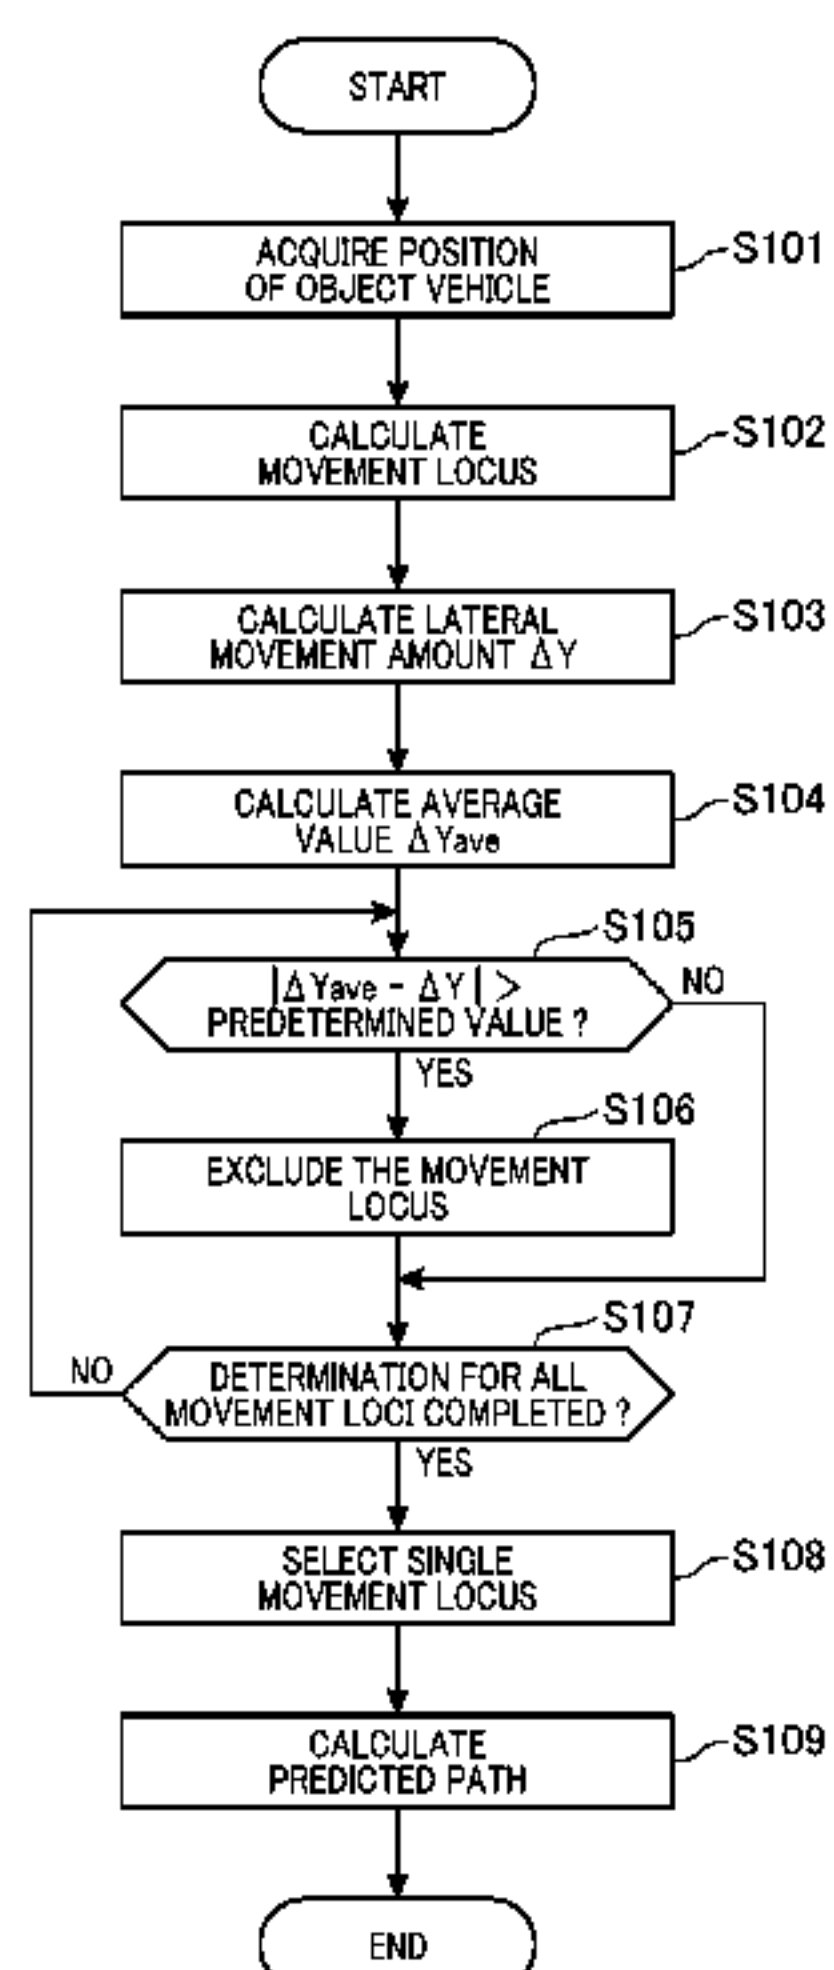 START
ACQUIRE POSITION
OF OBJECT VEHICLE
S101
CALCULATE
MOVEMENT LOCUS
S102
CALCULATE LATERAL
MOVEMENT AMOUNT ΔY
S103
CALCULATE AVERAGE
VALUE ΔYave
S104
S105
|ΔYave - ΔY| >
PREDETERMINED VALUE ?
NO
YES
S106
EXCLUDE THE MOVEMENT
LOCUS
S107
NO
DETERMINATION FOR ALL
MOVEMENT LOCI COMPLETED ?
YES
SELECT SINGLE
MOVEMENT LOCUS
S108
CALCULATE
PREDICTED PATH
S109
END